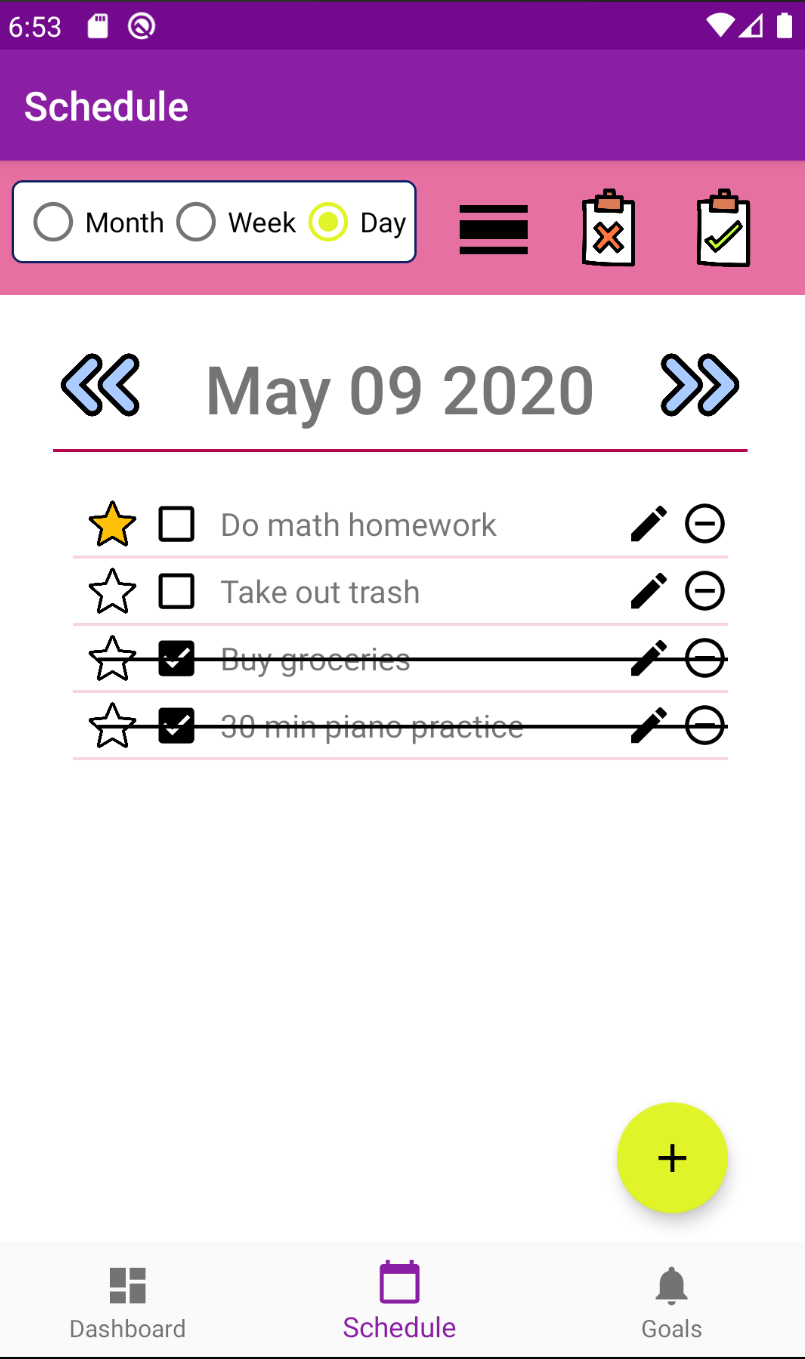 6:53
Schedule
Month Week Day
May 09 2020
Do math homework
Take out trash
Buy groceries
30 min piano practice
+
Dashboard Schedule Goals